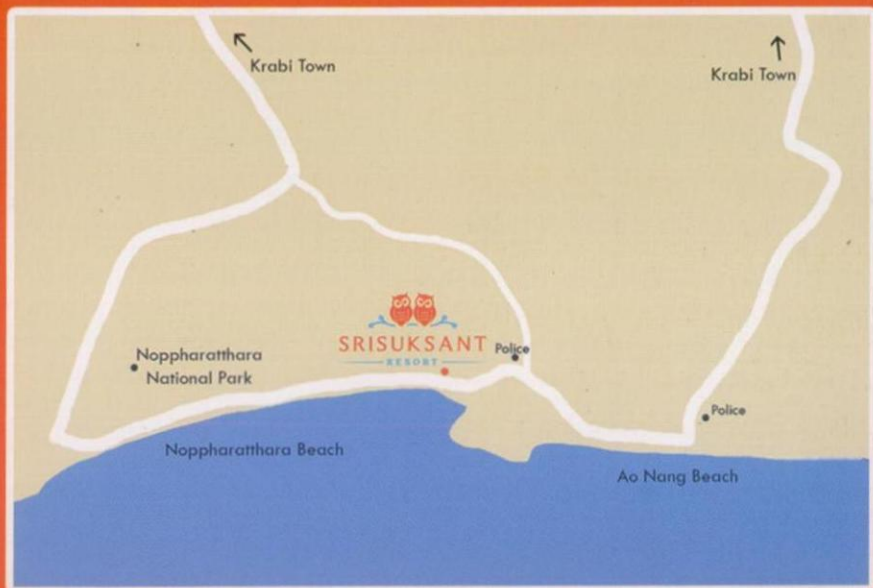 Krabi Town
Krabi Town
SRISUKSANT
RESORT
Police
Noppharatthara
National Park
Police
Noppharatthara Beach
Ao Nang Beach